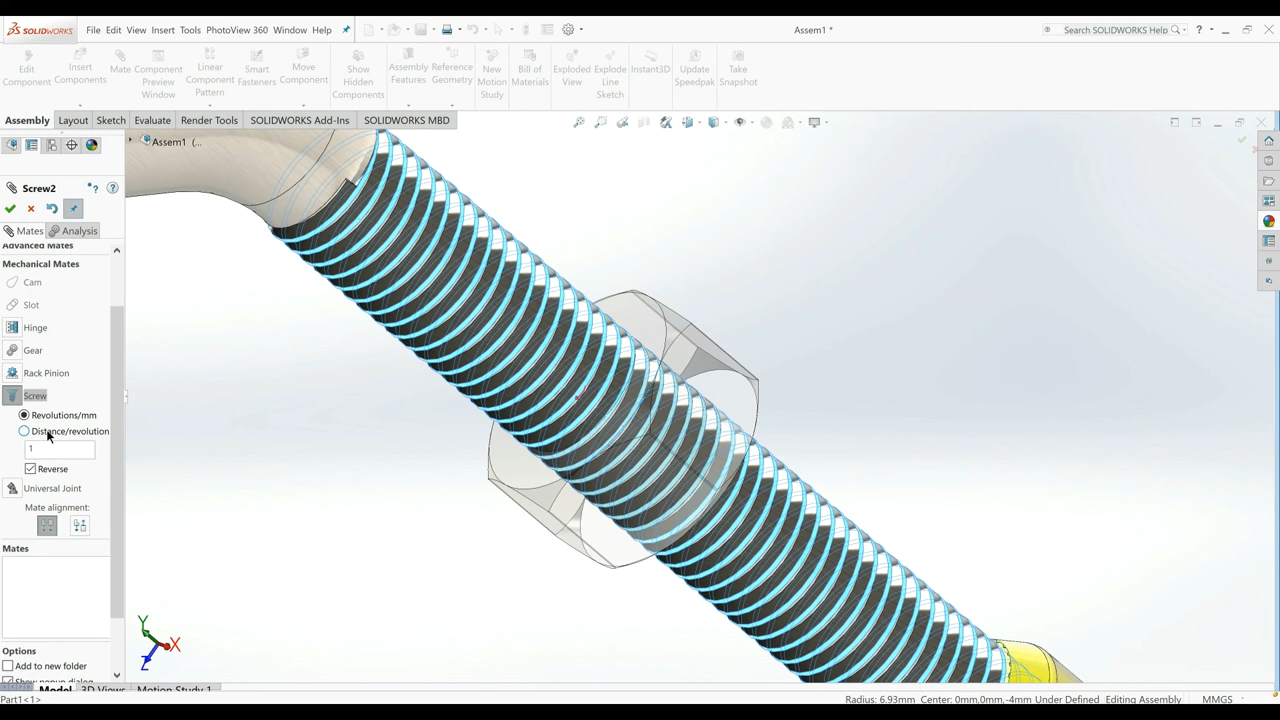 SOLIDWORKS File Edit View Insert Tools PhotoView 360 Window Help Assem1 * Search SOLIDWORKS Help ?
Edit Component
Insert Components
Mate
Component Preview Window
Linear Component Pattern
Smart Fasteners
Move Component
Show Hidden Components
Assembly Features
Reference Geometry
New Motion Study
Bill of Materials
Exploded View
Explode Line Sketch
Instant3D
Update Speedpak
Take Snapshot
Assembly Layout Sketch Evaluate Render Tools SOLIDWORKS Add-Ins SOLIDWORKS MBD
Assem1 (...
Screw2
Mates Analysis
Advanced Mates
Mechanical Mates
Cam
Slot
Hinge
Gear
Rack Pinion
Screw
Revolutions/mm
Distance/revolution
1
Reverse
Universal Joint
Mate alignment:
Mates
Y
X
Z
Options
Add to new folder
Show popup dialog
Model 3D Views Motion Study 1
Part1<1> Radius: 6.93mm Center: 0mm,0mm,-4mm Under Defined Editing Assembly MMGS